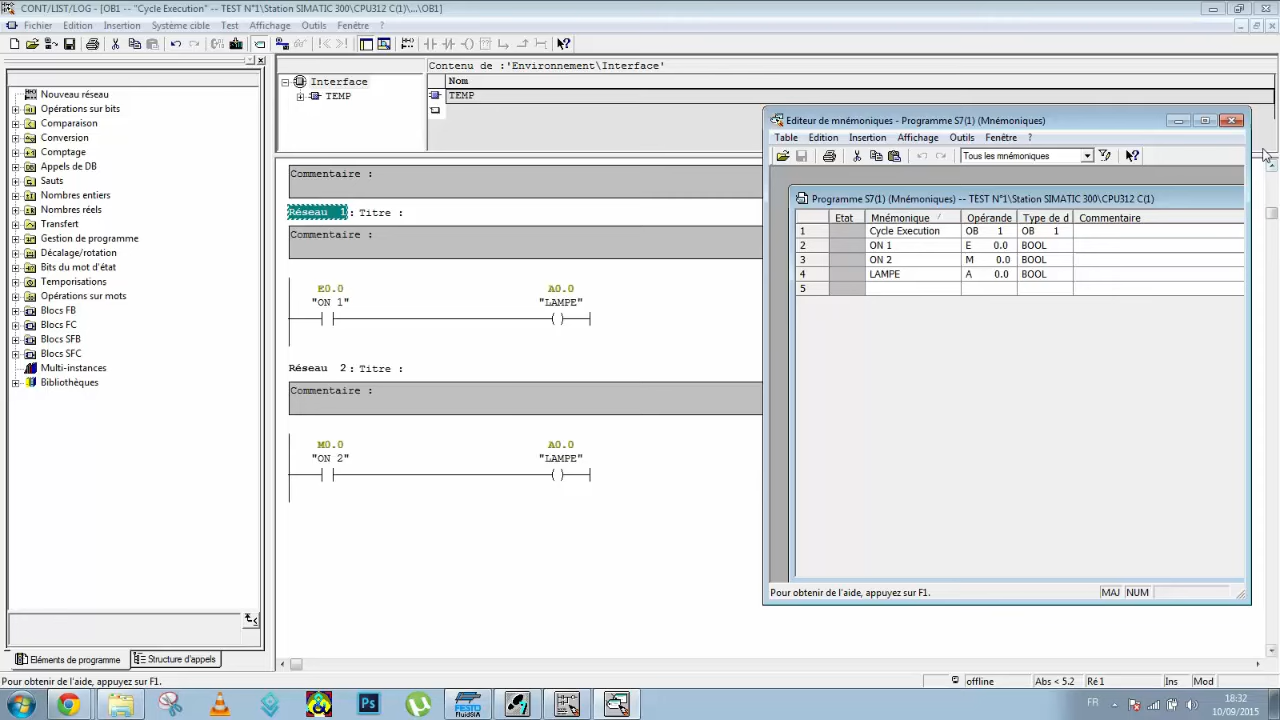 CONT/LIST/LOG - [OB1 -- "Cycle Execution" -- TEST N°1\Station SIMATIC 300\CPU312 C(1)\...\OB1]
Fichier Edition Insertion Système cible Test Affichage Outils Fenêtre ?
Contenu de :'Environnement\Interface'
Interface
TEMP
Nom
TEMP
Nouveau réseau
Opérations sur bits
Comparaison
Conversion
Comptage
Opérations de DB
Appels de DB
Sauts
Nombres entiers
Nombres réels
Transfert
Gestion de programme
Décalage/rotation
Bits du mot d'état
Temporisations
Opérations sur mots
Blocs FB
Blocs FC
Blocs SFB
Blocs SFC
Multi-instances
Bibliothèques
Eléments de programme
Structure d'appels
Commentaire :
Réseau 1 : Titre :
Commentaire :
E0.0 A0.0
"ON 1" "LAMPE"
Réseau 2 : Titre :
Commentaire :
M0.0 A0.0
"ON 2" "LAMPE"
Editeur de mnémoniques - Programme S7(1) (Mnémoniques)
Table Edition Insertion Affichage Outils Fenêtre ?
Tous les mnémoniques
Programme S7(1) (Mnémoniques) -- TEST N°1\Station SIMATIC 300\CPU312 C(1)
Etat Mnémonique Opérande Type de d Commentaire
1 Cycle Execution OB 1 OB 1
2 ON 1 E 0.0 BOOL
3 ON 2 M 0.0 BOOL
4 LAMPE A 0.0 BOOL
5
Pour obtenir de l'aide, appuyez sur F1.
MAJ NUM
Pour obtenir de l'aide, appuyez sur F1.
offline Abs < 5.2 Ré 1 Ins Mod
Ps
FESTO
FluidSIM
FR
18:32
10/09/2015